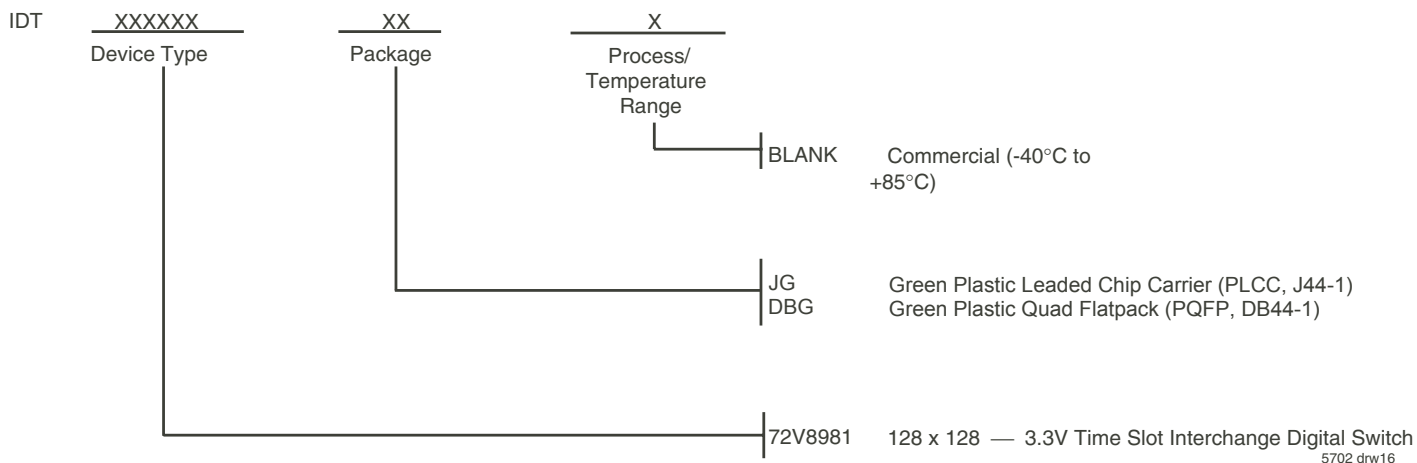 IDT XXXXXX XX X
Device Type Package Process/
Temperature
Range
BLANK Commercial (-40°C to
+85°C)
JG Green Plastic Leaded Chip Carrier (PLCC, J44-1)
DBG Green Plastic Quad Flatpack (PQFP, DB44-1)
72V8981 128 x 128 — 3.3V Time Slot Interchange Digital Switch
5702 drw16